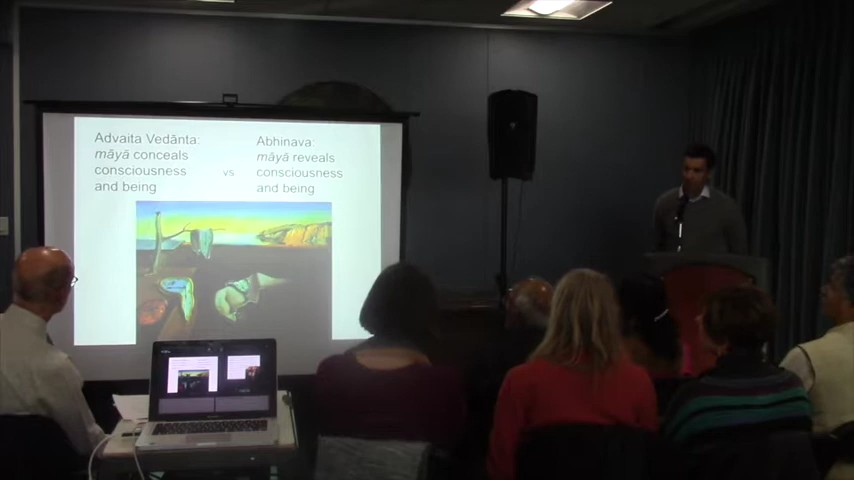 Advaita Vedānta:
māyā conceals
consciousness
and being
vs
Abhinava:
māyā reveals
consciousness
and being